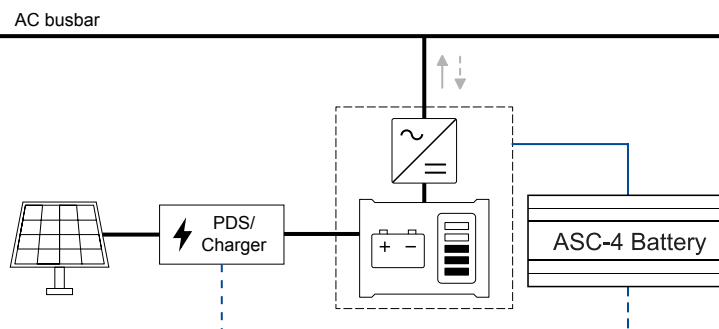 AC busbar
PDS/
Charger
+ −
ASC-4 Battery